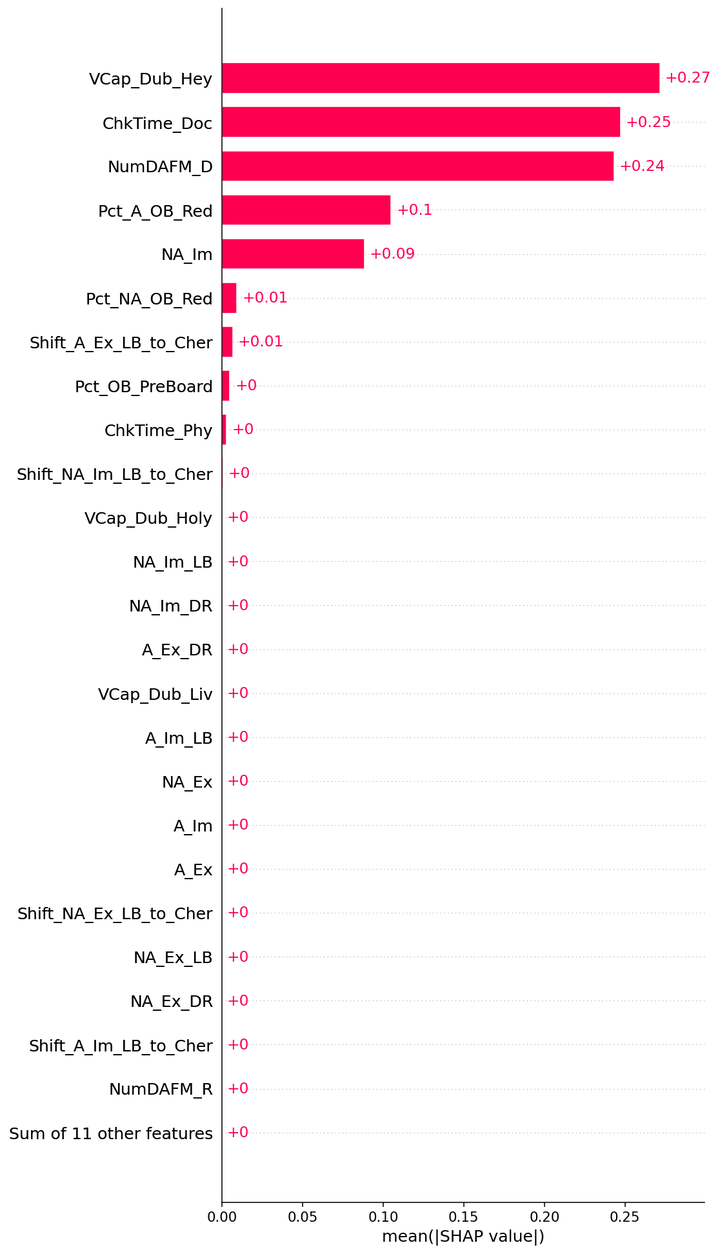 VCap_Dub_Hey +0.27
ChkTime_Doc +0.25
NumDAFM_D +0.24
Pct_A_OB_Red +0.1
NA_Im +0.09
Pct_NA_OB_Red +0.01
Shift_A_Ex_LB_to_Cher +0.01
Pct_OB_PreBoard +0
ChkTime_Phy +0
Shift_NA_Im_LB_to_Cher +0
VCap_Dub_Holy +0
NA_Im_LB +0
NA_Im_DR +0
A_Ex_DR +0
VCap_Dub_Liv +0
A_Im_LB +0
NA_Ex +0
A_Im +0
A_Ex +0
Shift_NA_Ex_LB_to_Cher +0
NA_Ex_LB +0
NA_Ex_DR +0
Shift_A_Im_LB_to_Cher +0
NumDAFM_R +0
Sum of 11 other features +0
0.00 0.05 0.10 0.15 0.20 0.25
mean(|SHAP value|)